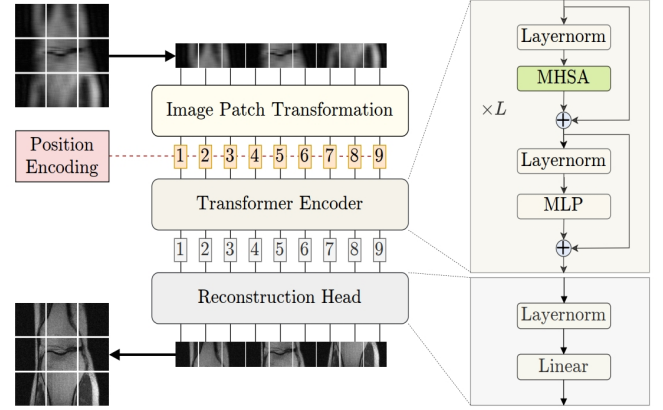 Image Patch Transformation
Position
Encoding
1 2 3 4 5 6 7 8 9
Transformer Encoder
1 2 3 4 5 6 7 8 9
Reconstruction Head
Layernorm
MHSA
×L
+
Layernorm
MLP
+
Layernorm
Linear